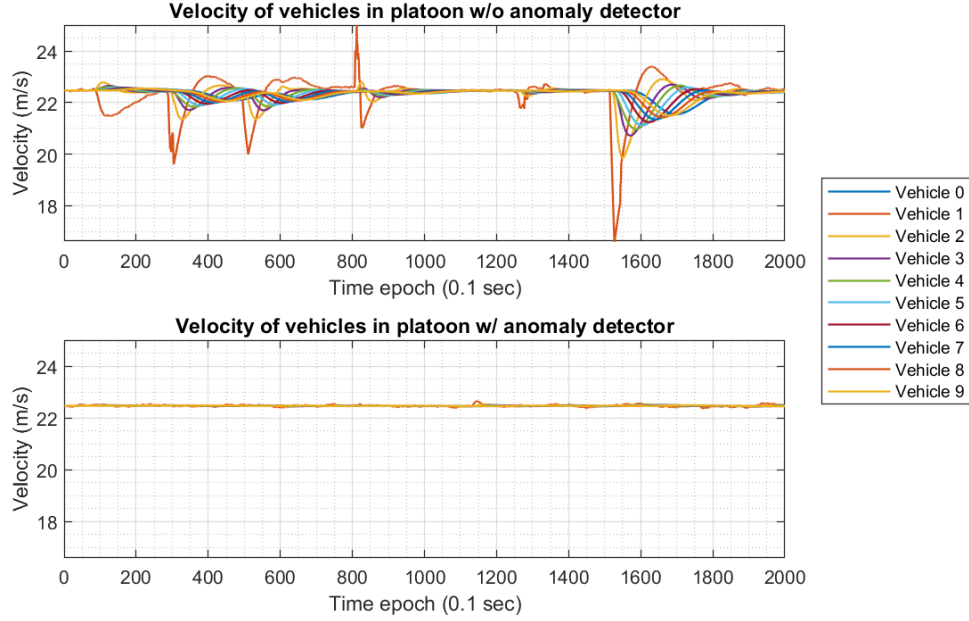 Velocity of vehicles in platoon w/o anomaly detector
Velocity (m/s)
24
22
20
18
0 200 400 600 800 1000 1200 1400 1600 1800 2000
Time epoch (0.1 sec)
Velocity of vehicles in platoon w/ anomaly detector
Velocity (m/s)
24
22
20
18
0 200 400 600 800 1000 1200 1400 1600 1800 2000
Time epoch (0.1 sec)
Vehicle 0
Vehicle 1
Vehicle 2
Vehicle 3
Vehicle 4
Vehicle 5
Vehicle 6
Vehicle 7
Vehicle 8
Vehicle 9